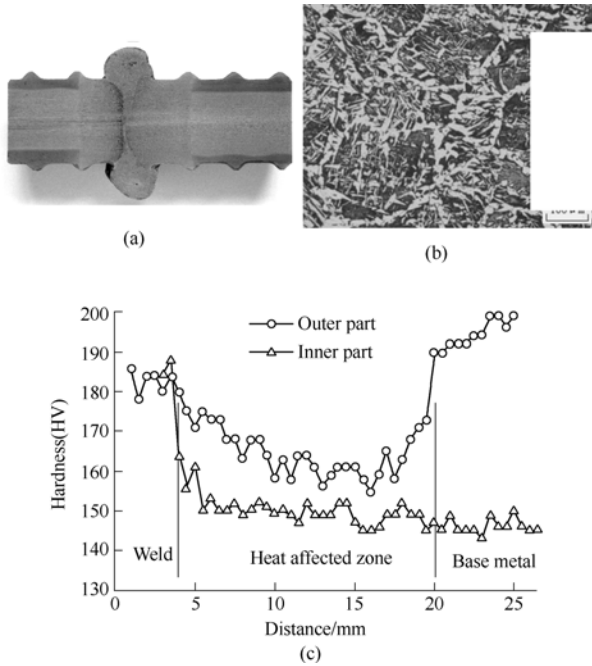 (a)
(b)
200
190
180
170
160
150
140
130
Hardness(HV)
Outer part
Inner part
Weld
Heat affected zone
Base metal
0
5
10
15
20
25
Distance/mm
(c)